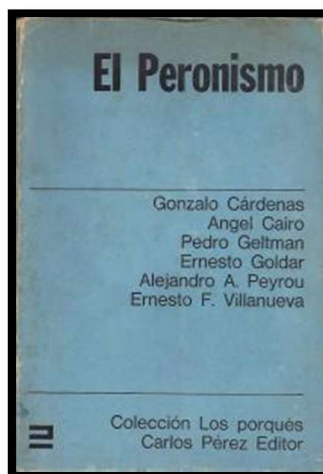 El Peronismo
Gonzalo Cárdenas
Angel Cairo
Pedro Geltman
Ernesto Goldar
Alejandro A. Peyrou
Ernesto F. Villanueva
Colección Los porqués
Carlos Pérez Editor